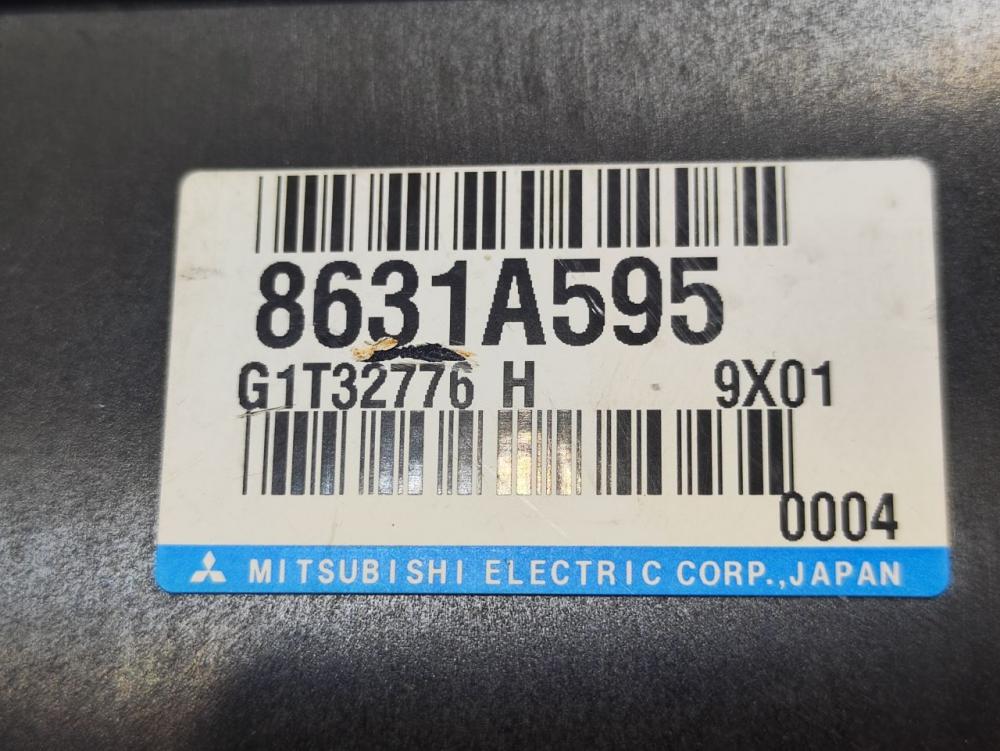 8631A595
G1T32776 H 9X01
0004
MITSUBISHI ELECTRIC CORP.,JAPAN